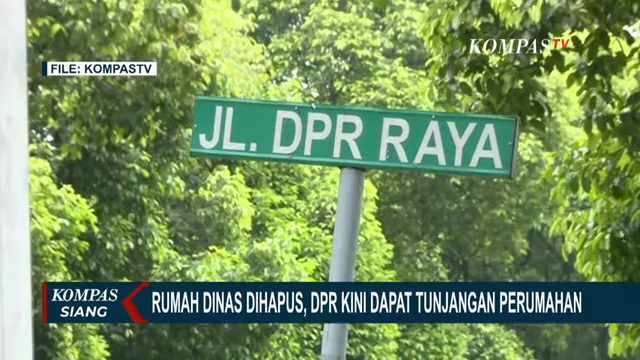 KOMPASTV
FILE: KOMPASTV
JL. DPR RAYA
KOMPAS SIANG
RUMAH DINAS DIHAPUS, DPR KINI DAPAT TUNJANGAN PERUMAHAN